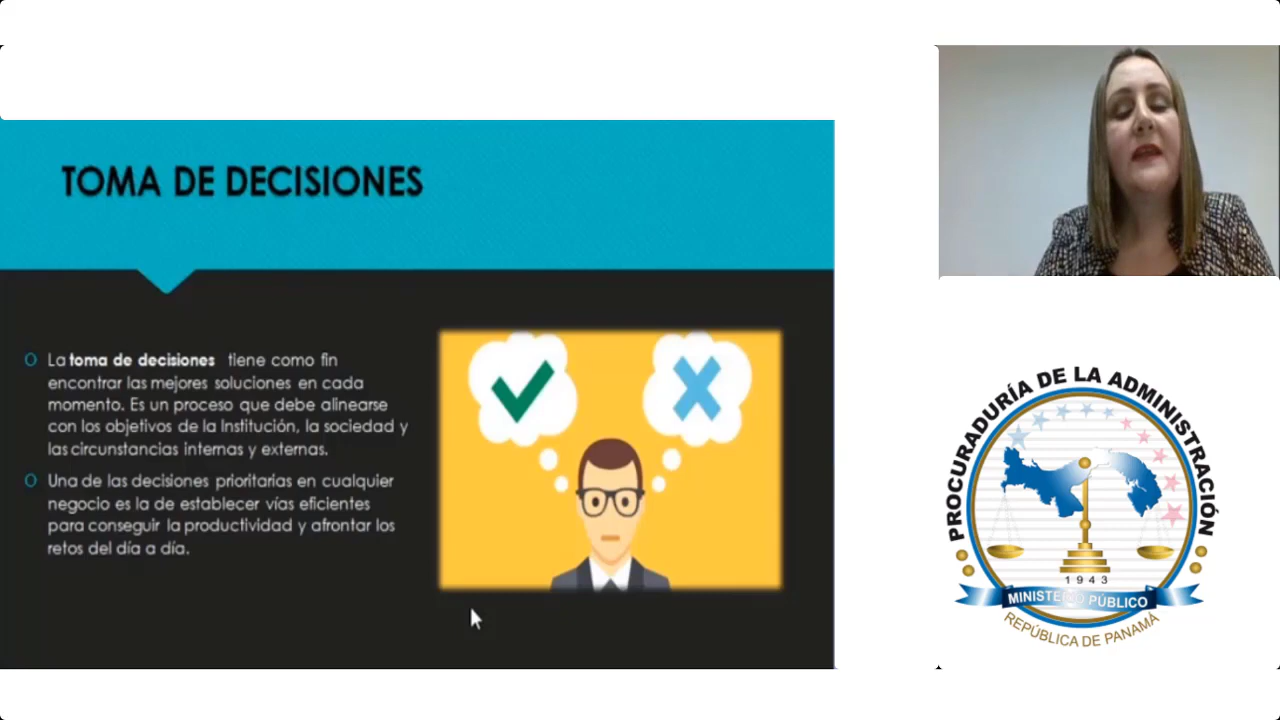 TOMA DE DECISIONES
La toma de decisiones tiene como fin
encontrar las mejores soluciones en cada
momento. Es un proceso que debe alinearse
con los objetivos de la Institución, la sociedad y
las circunstancias internas y externas.
Una de las decisiones prioritarias en cualquier
negocio es la de establecer vías eficientes
para conseguir la productividad y afrontar los
retos del día a día.
PROCURADURÍA DE LA ADMINISTRACIÓN
1943
MINISTERIO PÚBLICO
REPÚBLICA DE PANAMÁ